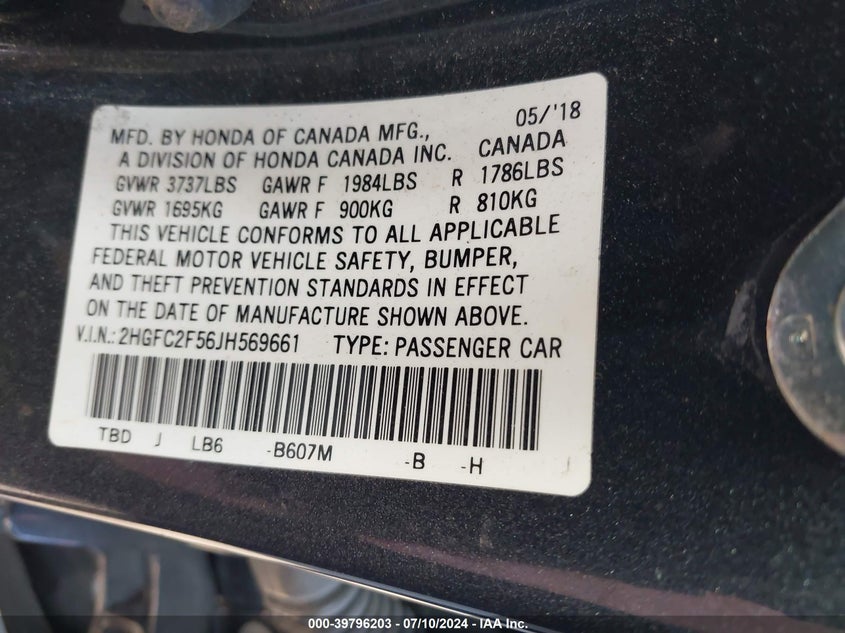 05/'18
MFD. BY HONDA OF CANADA MFG.,
A DIVISION OF HONDA CANADA INC. CANADA
GVWR 3737LBS GAWR F 1984LBS R 1786LBS
GVWR 1695KG GAWR F 900KG R 810KG
THIS VEHICLE CONFORMS TO ALL APPLICABLE
FEDERAL MOTOR VEHICLE SAFETY, BUMPER,
AND THEFT PREVENTION STANDARDS IN EFFECT
ON THE DATE OF MANUFACTURE SHOWN ABOVE.
V.I.N.: 2HGFC2F56JH569661 TYPE: PASSENGER CAR
TBD J LB6 -B607M -B -H J
000-39796203 - 07/10/2024 - IAA Inc.